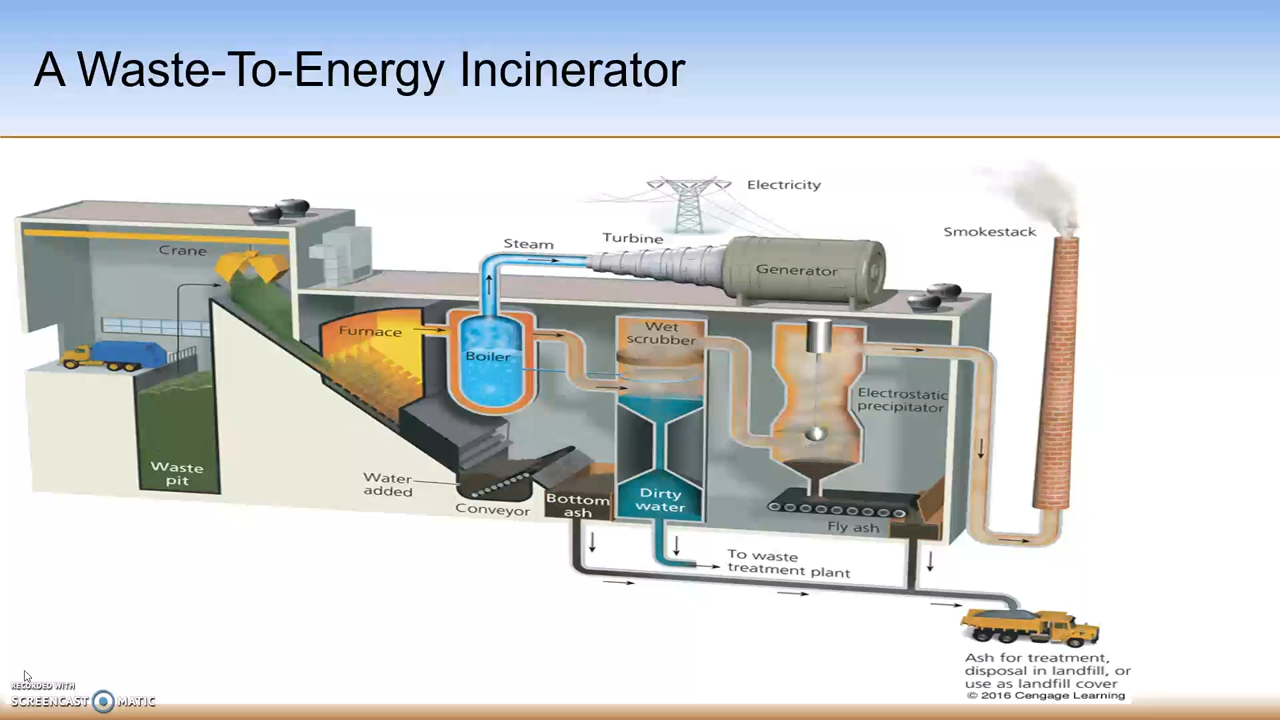 A Waste-To-Energy Incinerator
Electricity
Smokestack
Steam
Turbine
Crane
Generator
Furnace
Wet
scrubber
Boiler
Electrostatic
precipitator
Waste
pit
Water
added
Conveyor
Bottom
ash
Dirty
water
Fly ash
To waste
treatment plant
Ash for treatment,
disposal in landfill, or
use as landfill cover
© 2016 Cengage Learning
RECORDED WITH
SCREENCAST MATIC